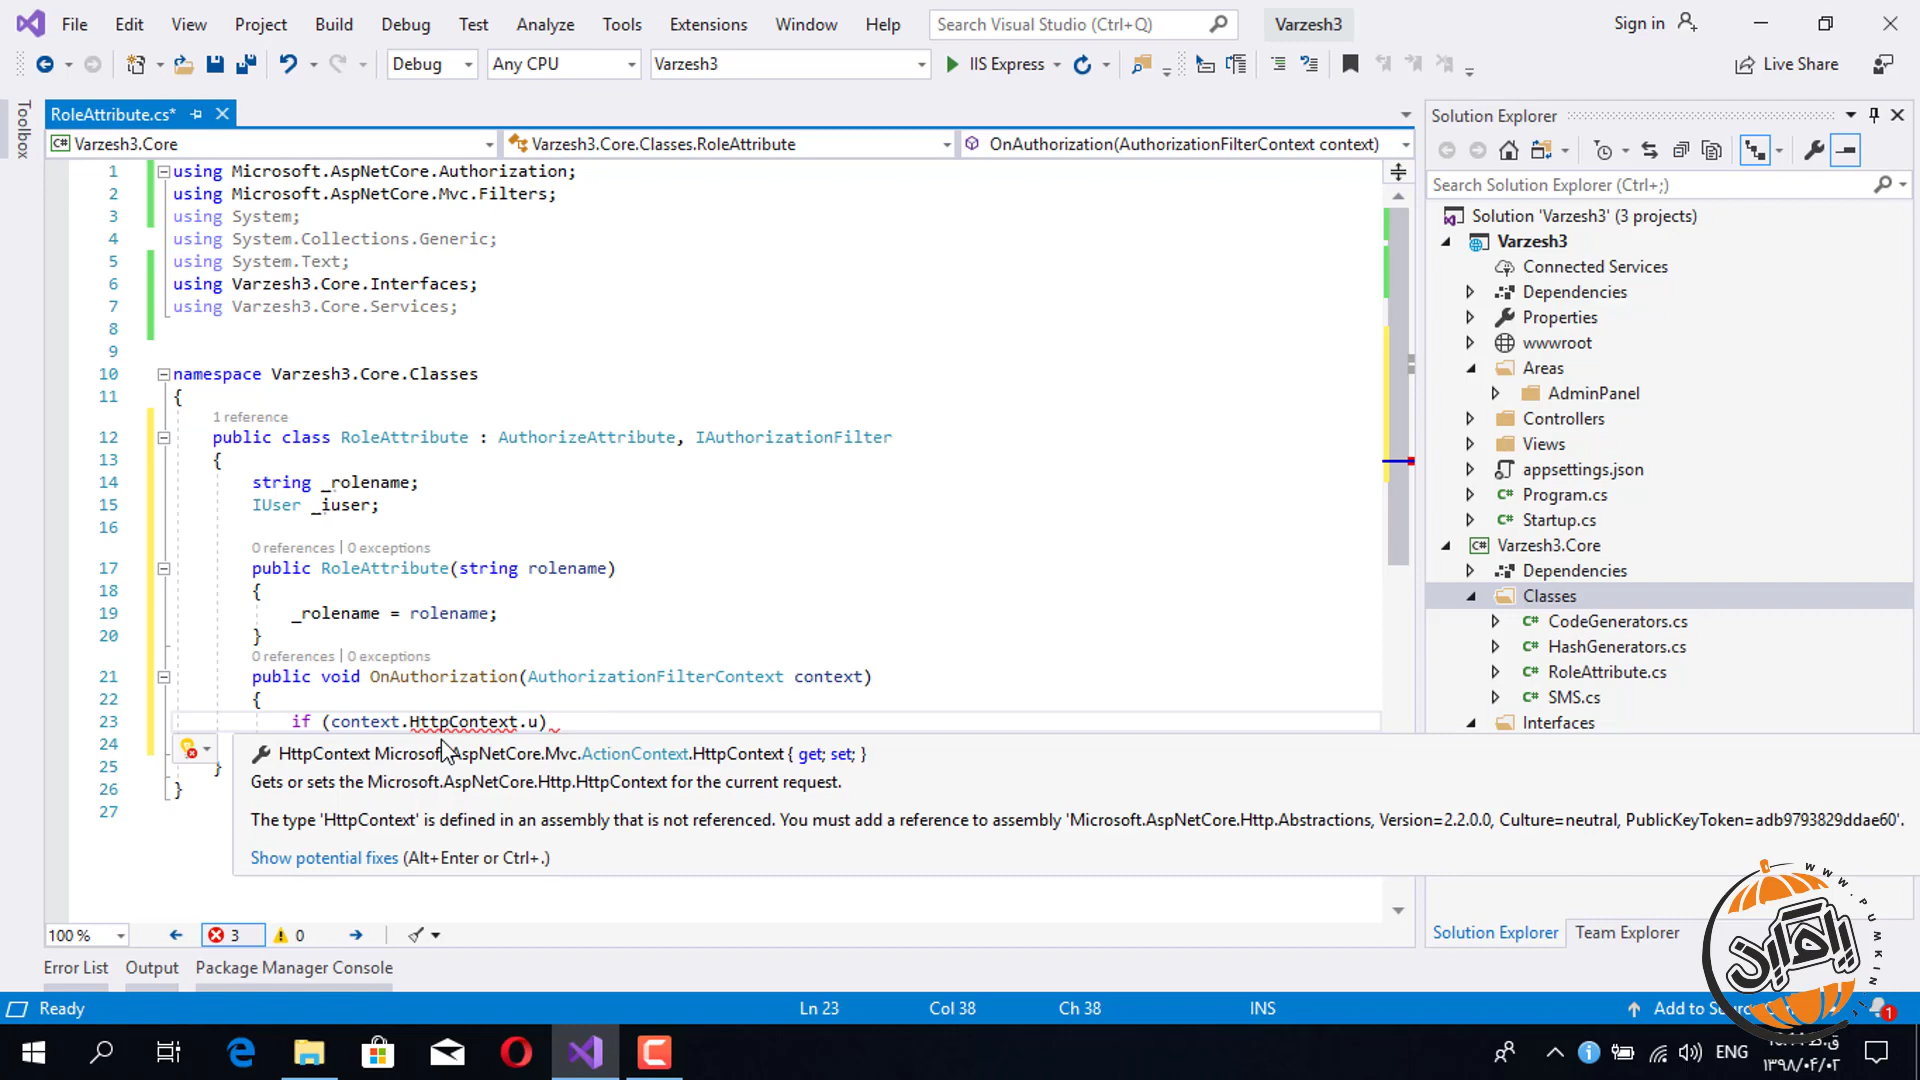 File Edit View Project Build Debug Test Analyze Tools Extensions Window Help Search Visual Studio (Ctrl+Q) Varzesh3 Sign in
Debug Any CPU Varzesh3 IIS Express Live Share
Toolbox
RoleAttribute.cs*
Varzesh3.Core Varzesh3.Core.Classes.RoleAttribute OnAuthorization(AuthorizationFilterContext context)
1 using Microsoft.AspNetCore.Authorization;
2 using Microsoft.AspNetCore.Mvc.Filters;
3 using System;
4 using System.Collections.Generic;
5 using System.Text;
6 using Varzesh3.Core.Interfaces;
7 using Varzesh3.Core.Services;
8
9
10 namespace Varzesh3.Core.Classes
11 {
1 reference
12 public class RoleAttribute : AuthorizeAttribute, IAuthorizationFilter
13 {
14 string _rolename;
15 IUser _iuser;
16
0 references | 0 exceptions
17 public RoleAttribute(string rolename)
18 {
19 _rolename = rolename;
20 }
0 references | 0 exceptions
21 public void OnAuthorization(AuthorizationFilterContext context)
22 {
23 if (context.HttpContext.u)
24
25 }
26 }
27
HttpContext Microsoft.AspNetCore.Mvc.ActionContext.HttpContext { get; set; }
Gets or sets the Microsoft.AspNetCore.Http.HttpContext for the current request.
The type 'HttpContext' is defined in an assembly that is not referenced. You must add a reference to assembly 'Microsoft.AspNetCore.Http.Abstractions, Version=2.2.0.0, Culture=neutral, PublicKeyToken=adb9793829ddae60'.
Show potential fixes (Alt+Enter or Ctrl+.)
100 % 3 0
Error List Output Package Manager Console
Solution Explorer
Search Solution Explorer (Ctrl+;)
Solution 'Varzesh3' (3 projects)
Varzesh3
Connected Services
Dependencies
Properties
wwwroot
Areas
AdminPanel
Controllers
Views
appsettings.json
C# Program.cs
C# Startup.cs
C# Varzesh3.Core
Dependencies
Classes
C# CodeGenerators.cs
C# HashGenerators.cs
C# RoleAttribute.cs
C# SMS.cs
Interfaces
Solution Explorer Team Explorer
Ready Ln 23 Col 38 Ch 38 INS Add to 1
ENG
۱۳۹۸/۰۴/۰۲